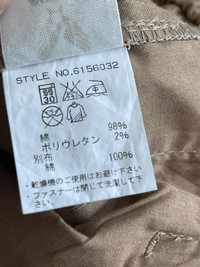 STYLE NO.6156032
30
綿 98%
ポリウレタン 2%
別布
綿 100%
・乾燥機のご使用はお避け下さい
・ファスナーは閉じて洗濯して下さい